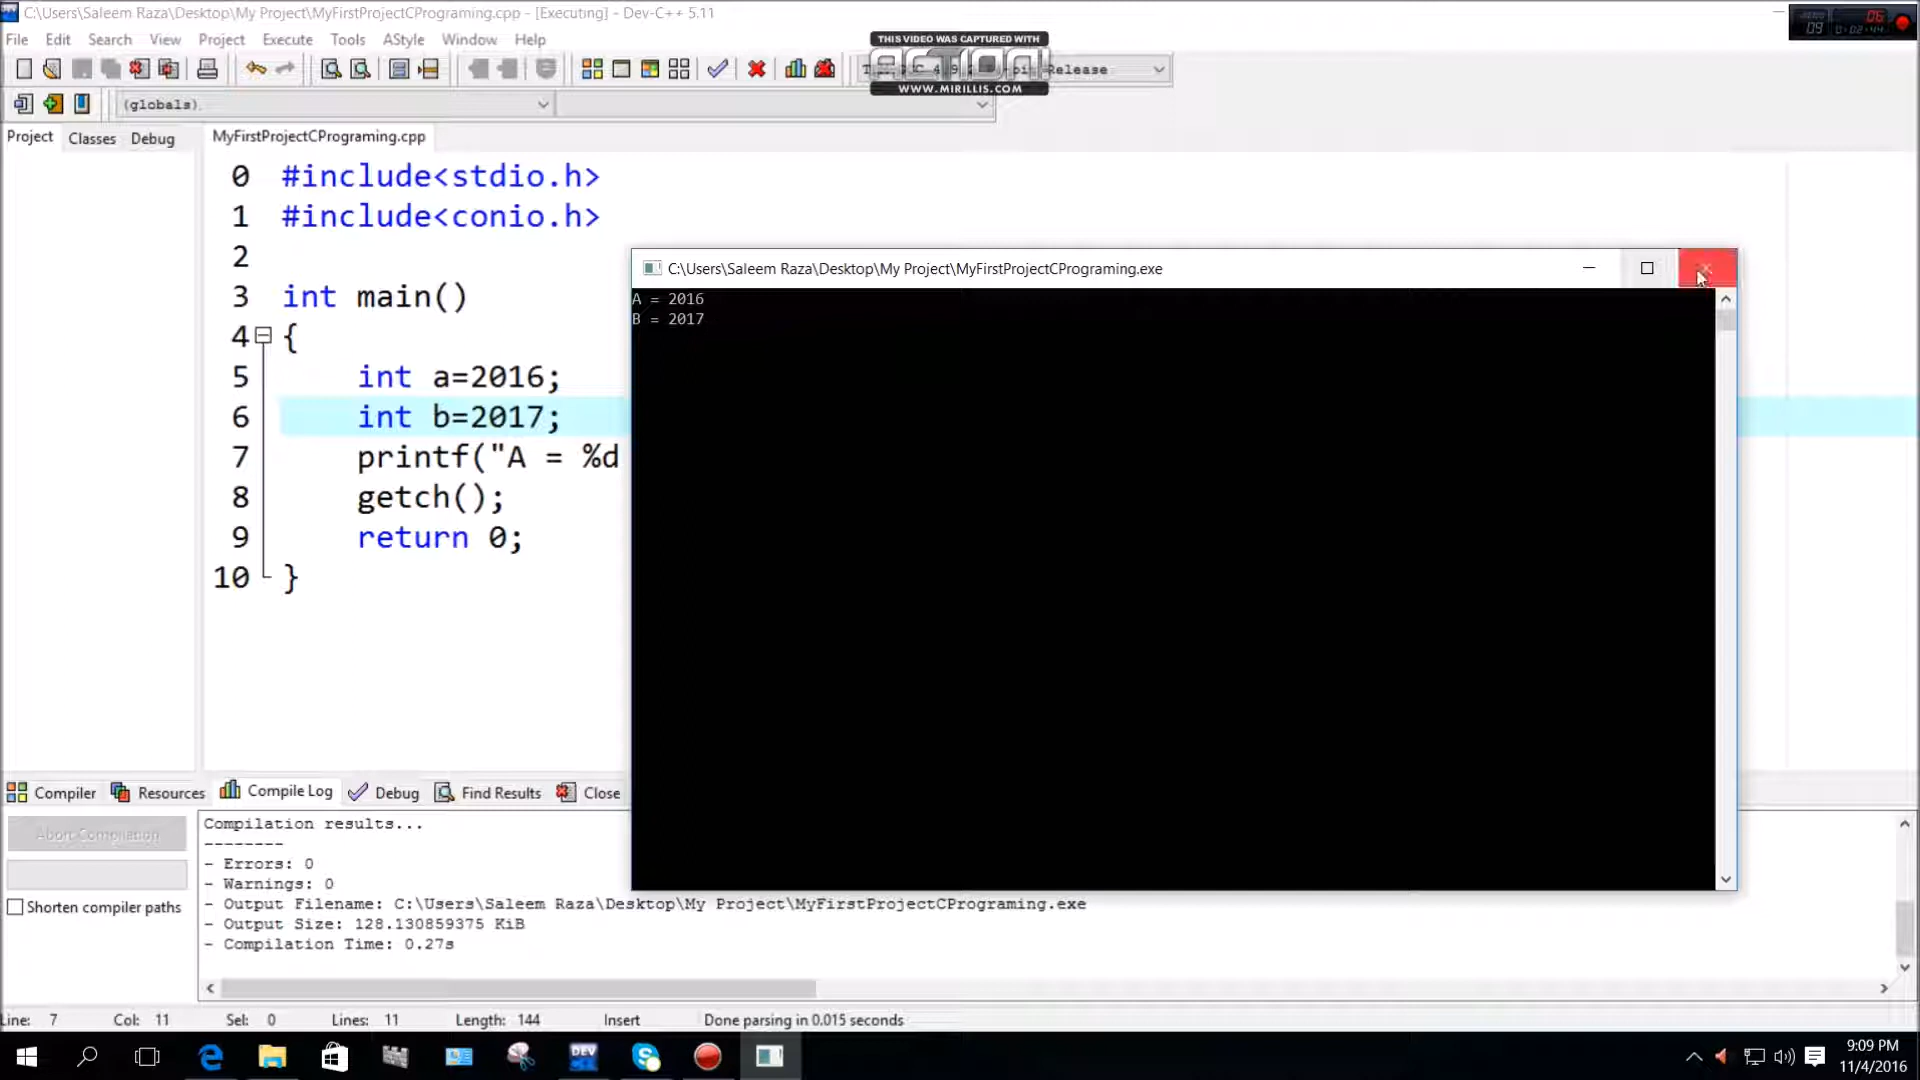 C:\Users\Saleem Raza\Desktop\My Project\MyFirstProjectCPrograming.cpp - [Executing] - Dev-C++ 5.11
File Edit Search View Project Execute Tools AStyle Window Help
THIS VIDEO WAS CAPTURED WITH
WWW.MIRILLIS.COM
Release
(globals)
Project Classes Debug
MyFirstProjectCPrograming.cpp
0 #include<stdio.h>
1 #include<conio.h>
2
3 int main()
4 {
5 int a=2016;
6 int b=2017;
7 printf("A = %d
8 getch();
9 return 0;
10 }
C:\Users\Saleem Raza\Desktop\My Project\MyFirstProjectCPrograming.exe
A = 2016
B = 2017
Compiler Resources Compile Log Debug Find Results Close
Abort Compilation
Shorten compiler paths
Compilation results...
--------
- Errors: 0
- Warnings: 0
- Output Filename: C:\Users\Saleem Raza\Desktop\My Project\MyFirstProjectCPrograming.exe
- Output Size: 128.130859375 KiB
- Compilation Time: 0.27s
Line: 7 Col: 11 Sel: 0 Lines: 11 Length: 144 Insert Done parsing in 0.015 seconds
DEV
9:09 PM
11/4/2016